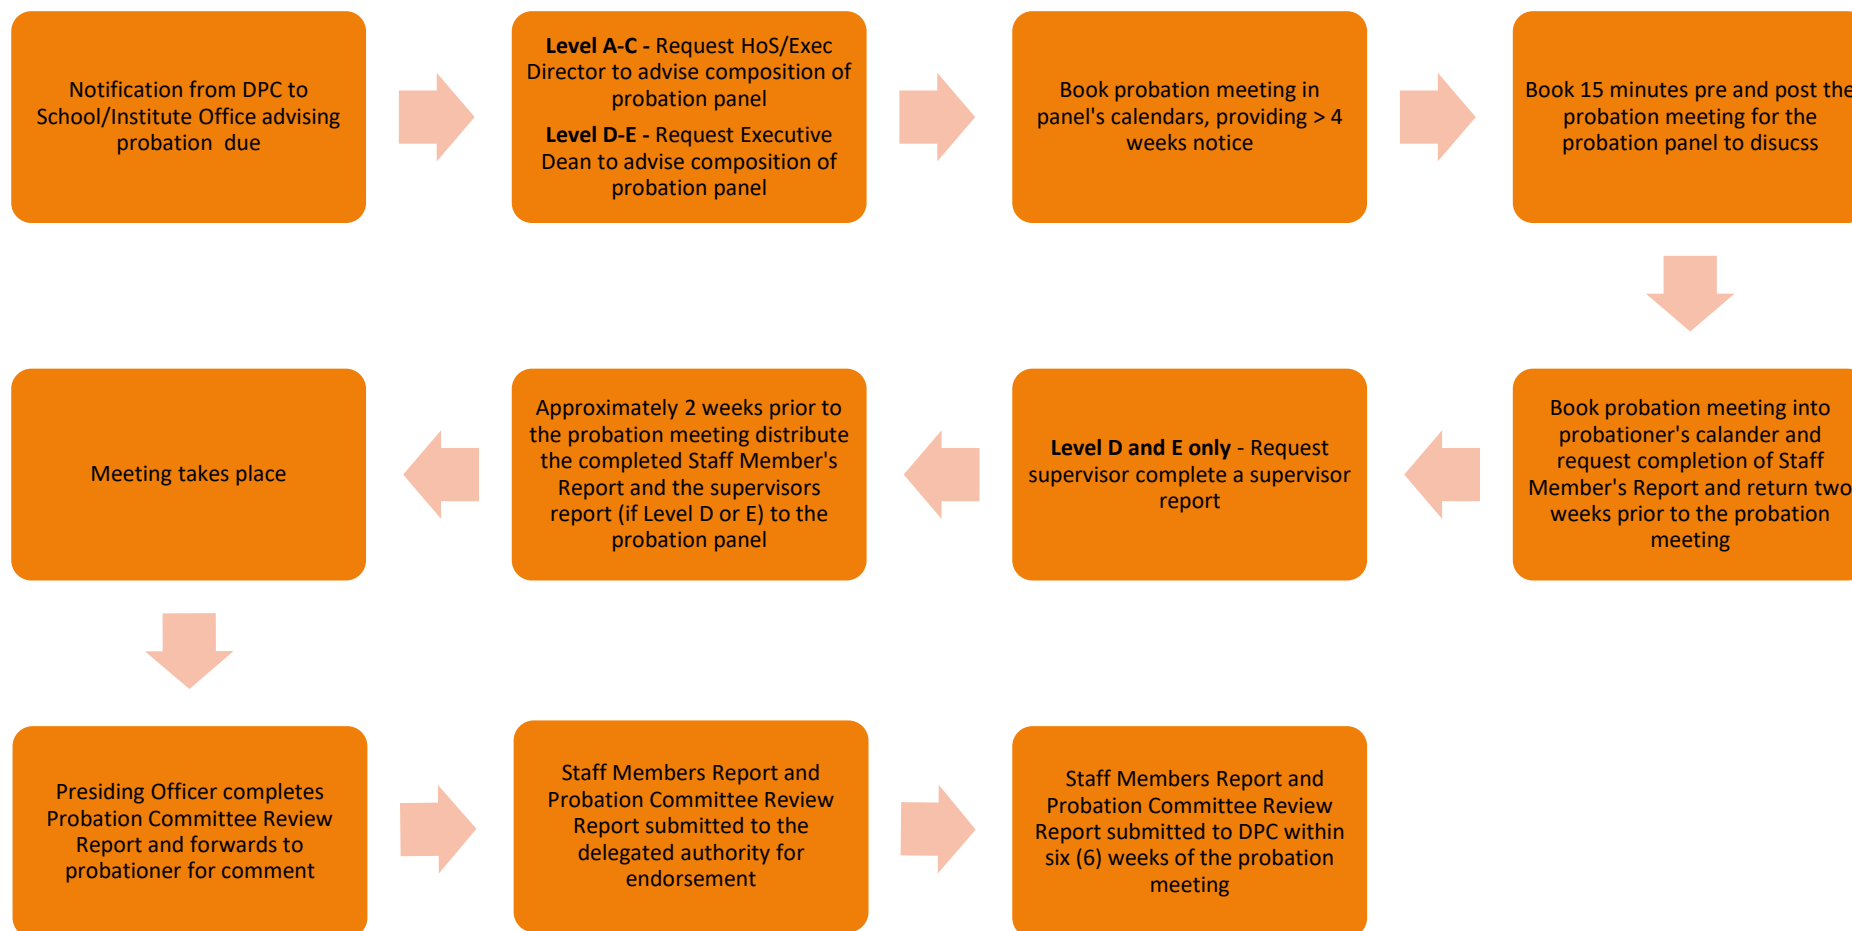 Notification from DPC to
School/Institute Office advising
probation due
Level A-C - Request HoS/Exec
Director to advise composition of
probation panel
Level D-E - Request Executive
Dean to advise composition of
probation panel
Book probation meeting in
panel's calendars, providing > 4
weeks notice
Book 15 minutes pre and post the
probation meeting for the
probation panel to disucss
Book probation meeting into
probationer's calander and
request completion of Staff
Member's Report and return two
weeks prior to the probation
meeting
Level D and E only - Request
supervisor complete a supervisor
report
Approximately 2 weeks prior to
the probation meeting distribute
the completed Staff Member's
Report and the supervisors
report (if Level D or E) to the
probation panel
Meeting takes place
Presiding Officer completes
Probation Committee Review
Report and forwards to
probationer for comment
Staff Members Report and
Probation Committee Review
Report submitted to the
delegated authority for
endorsement
Staff Members Report and
Probation Committee Review
Report submitted to DPC within
six (6) weeks of the probation
meeting